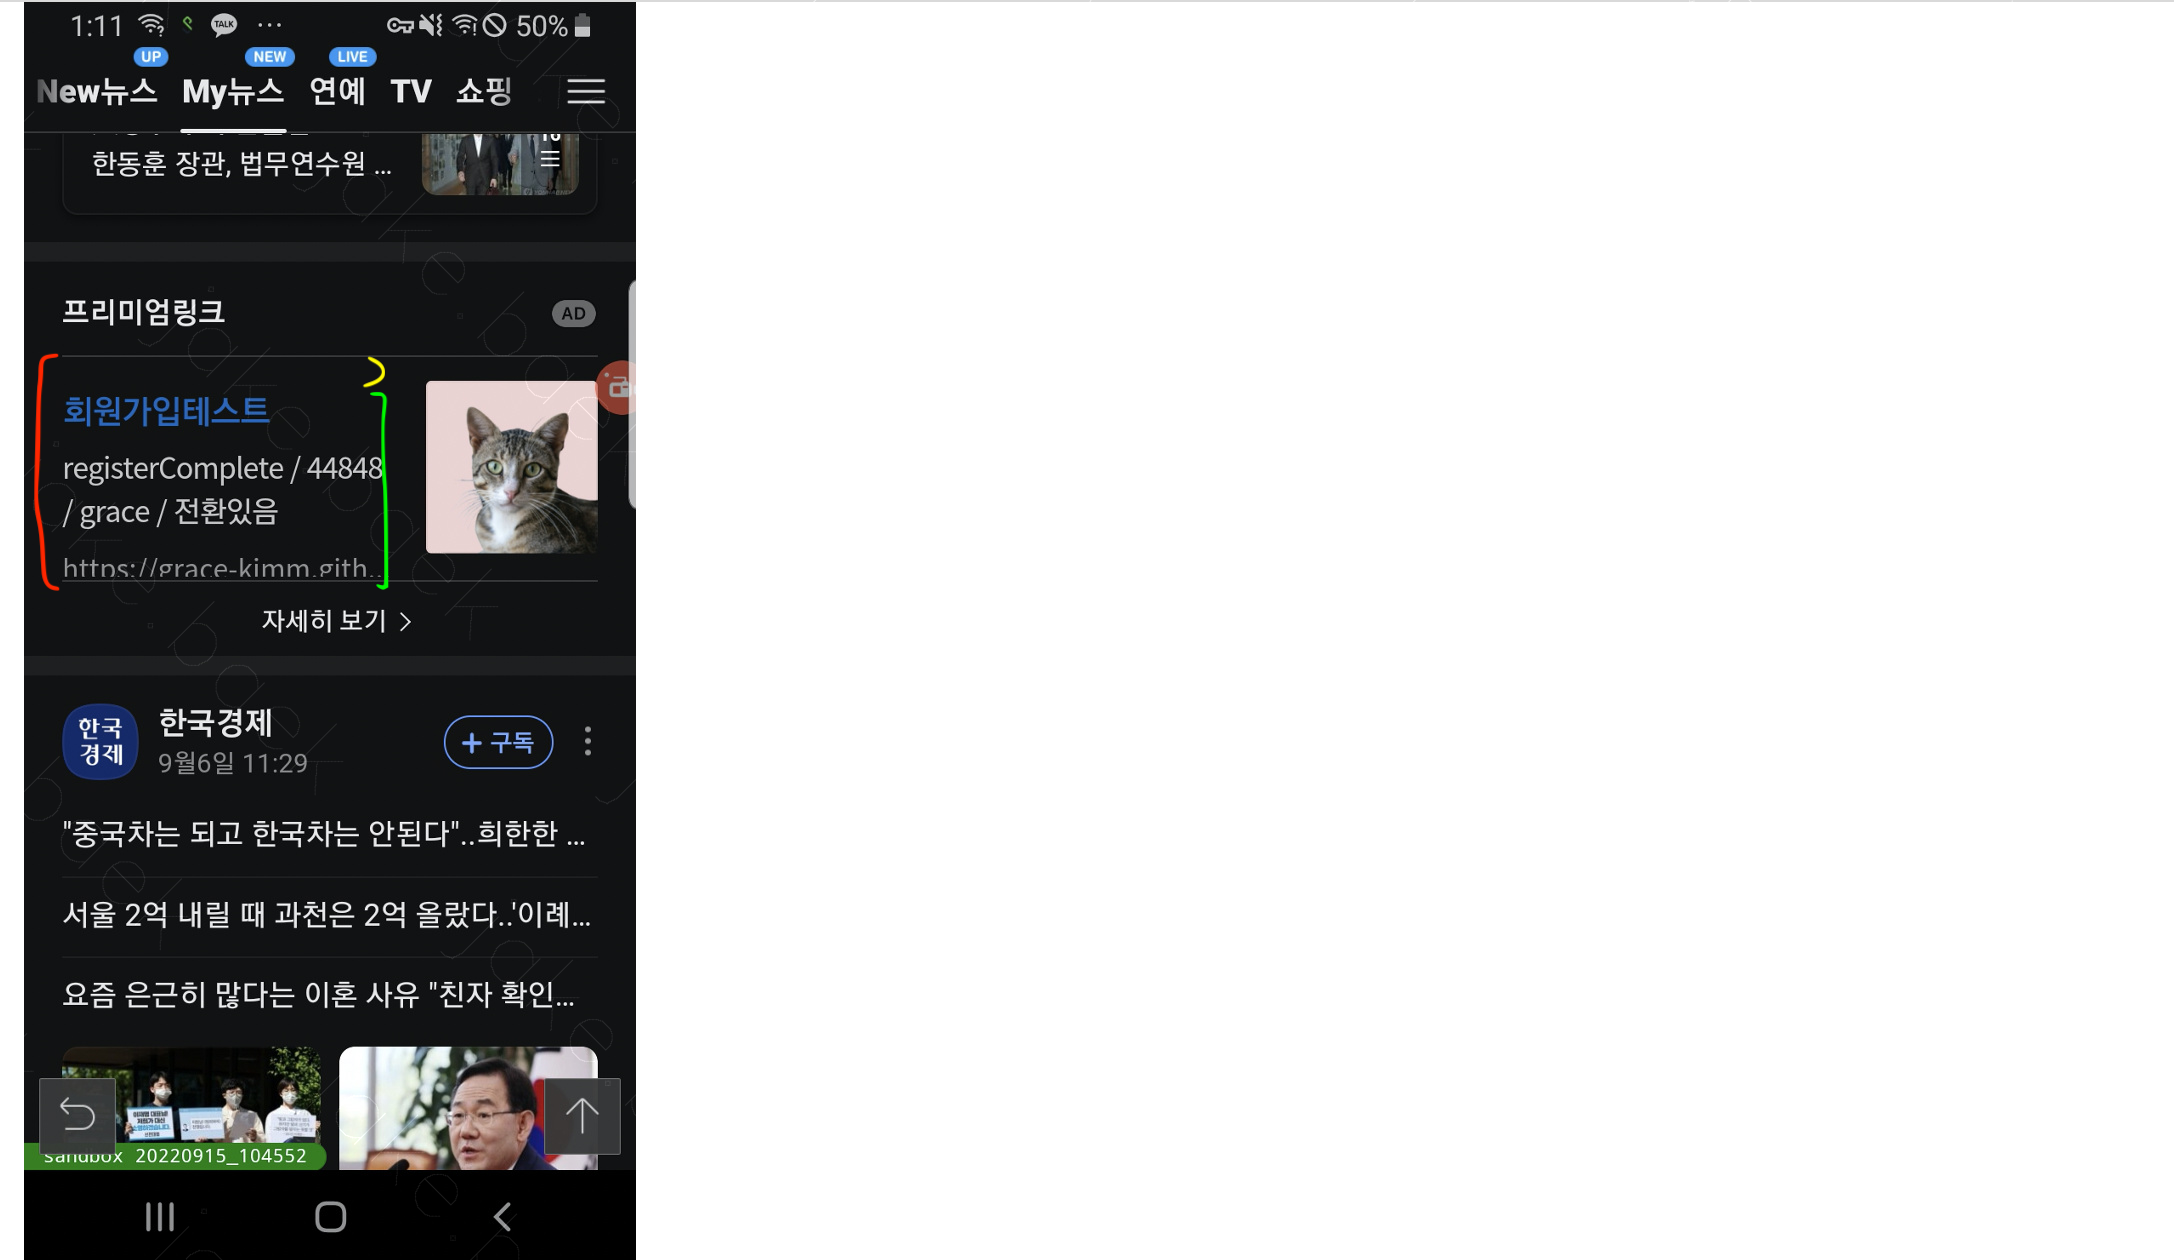 1:11 TALK ... 50%
UP NEW LIVE
New뉴스 My뉴스 연예 TV 쇼핑
16
한동훈 장관, 법무연수원 ...
프리미엄링크 AD
회원가입테스트
registerComplete / 44848
/ grace / 전환있음
https://grace-kimm.gith..
자세히 보기 >
한국
경제
한국경제
9월6일 11:29
+ 구독
"중국차는 되고 한국차는 안된다"..희한한 ...
서울 2억 내릴 때 과천은 2억 올랐다..'이례...
요즘 은근히 많다는 이혼 사유 "친자 확인...
sandbox 20220915_104552